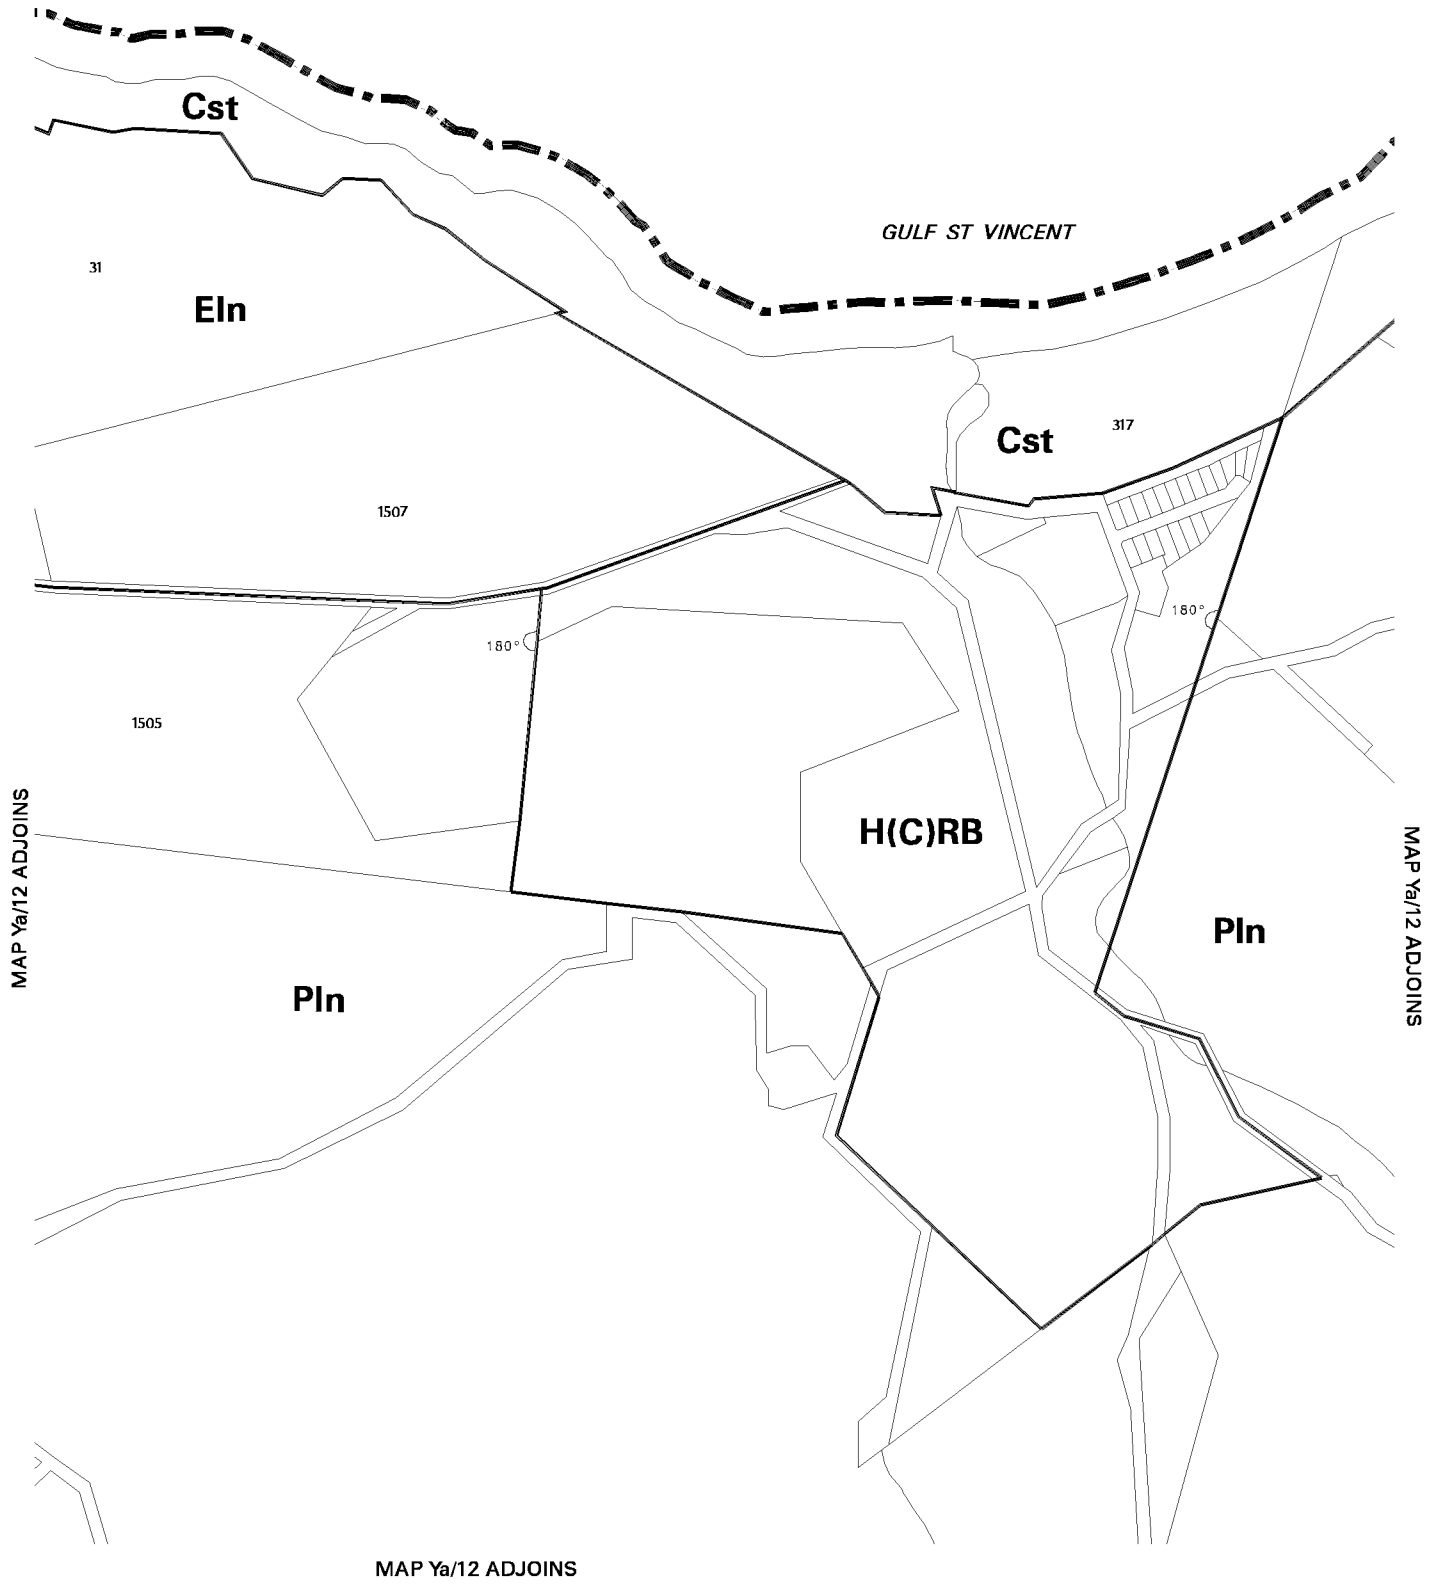 Cst
GULF ST VINCENT
31
Eln
Cst
317
1507
180°
180°
1505
H(C)RB
MAP Ya/12 ADJOINS
MAP Ya/12 ADJOINS
Pln
Pln
MAP Ya/12 ADJOINS